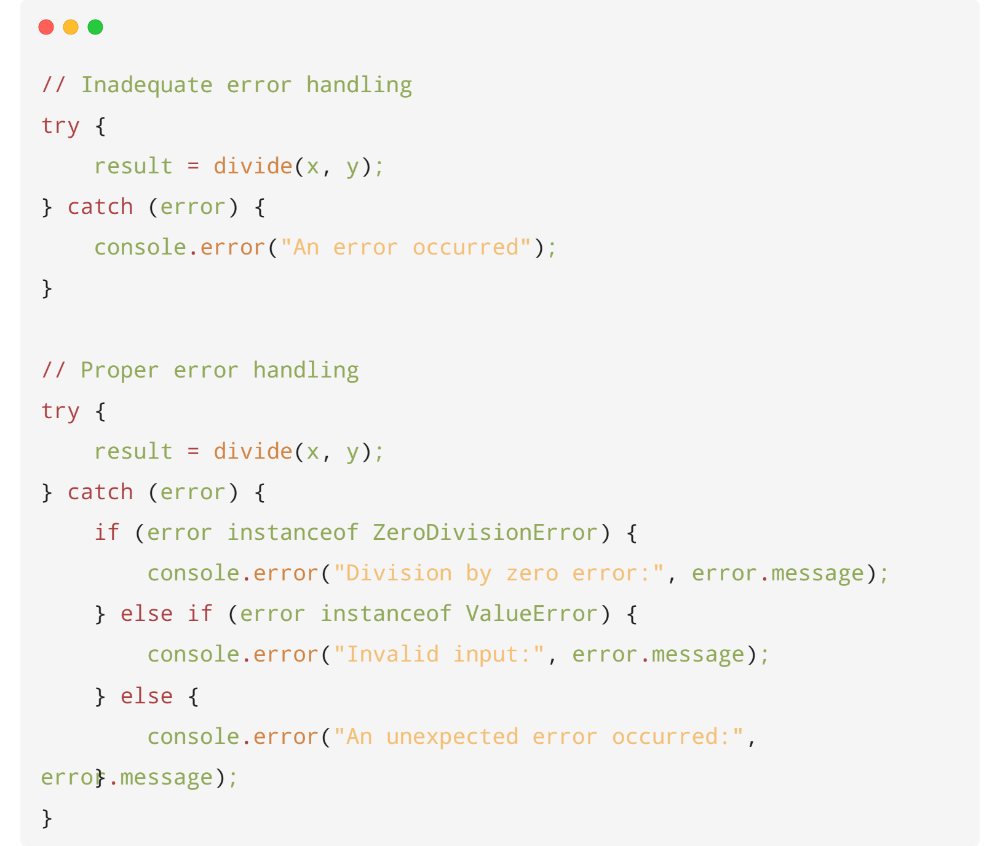 // Inadequate error handling
try {
    result = divide(x, y);
} catch (error) {
    console.error("An error occurred");
}

// Proper error handling
try {
    result = divide(x, y);
} catch (error) {
    if (error instanceof ZeroDivisionError) {
        console.error("Division by zero error:", error.message);
    } else if (error instanceof ValueError) {
        console.error("Invalid input:", error.message);
    } else {
        console.error("An unexpected error occurred:",
error.message);
    }
}